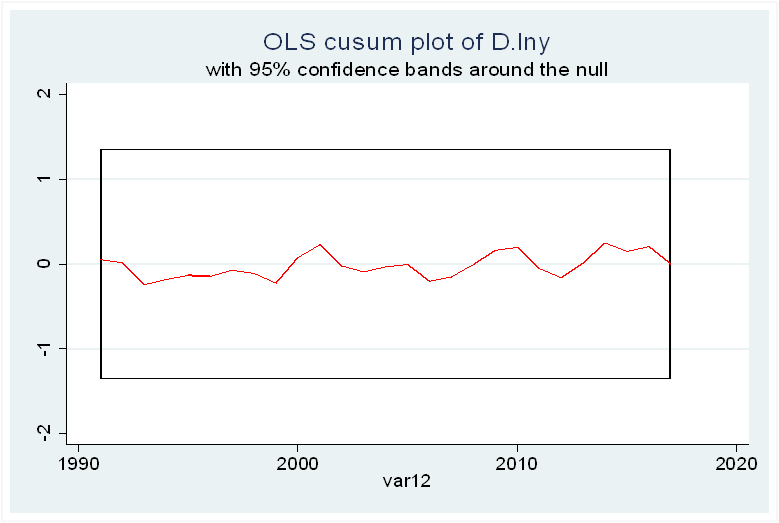 OLS cusum plot of D.lny
with 95% confidence bands around the null
2
1
0
-1
-2
1990 2000 2010 2020
var12